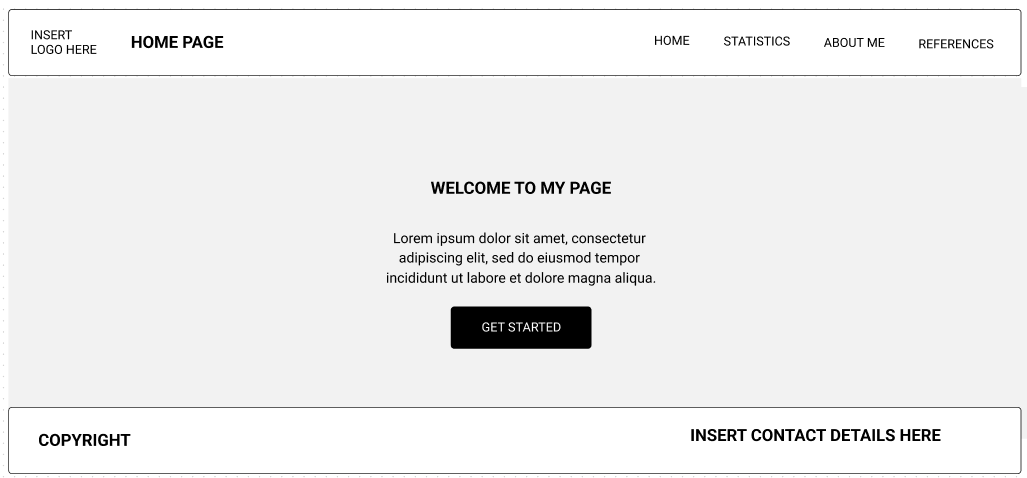 INSERT
LOGO HERE
HOME PAGE
HOME
STATISTICS
ABOUT ME
REFERENCES
WELCOME TO MY PAGE
Lorem ipsum dolor sit amet, consectetur
adipiscing elit, sed do eiusmod tempor
incididunt ut labore et dolore magna aliqua.
GET STARTED
COPYRIGHT
INSERT CONTACT DETAILS HERE